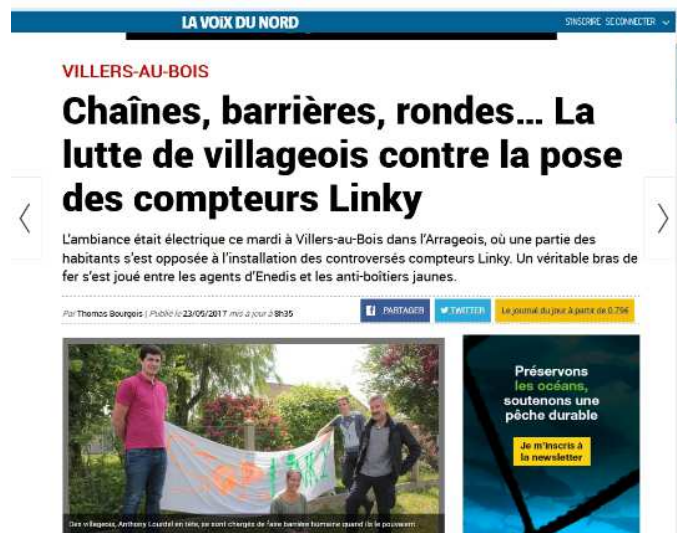 LA VOIX DU NORD
S'INSCRIRE SE CONNECTER
VILLERS-AU-BOIS
Chaînes, barrières, rondes... La
lutte de villageois contre la pose
des compteurs Linky
L'ambiance était électrique ce mardi à Villers-au-Bois dans l'Arrageois, où une partie des
habitants s'est opposée à l'installation des controversés compteurs Linky. Un véritable bras de
fer s'est joué entre les agents d'Enedis et les anti-boîtiers jaunes.
Par Thomas Bourgois | Publié le 23/05/2017 mis à jour à 8h35
PARTAGER
TWITTER
Le journal du jour à partir de 0.79€
STOP LINKY
Des villageois, Anthony Lourdel en tête, se sont chargés de faire barrière humaine quand ils le pouvaient.
Préservons
les océans,
soutenons une
pêche durable
Je m'inscris à
la newsletter